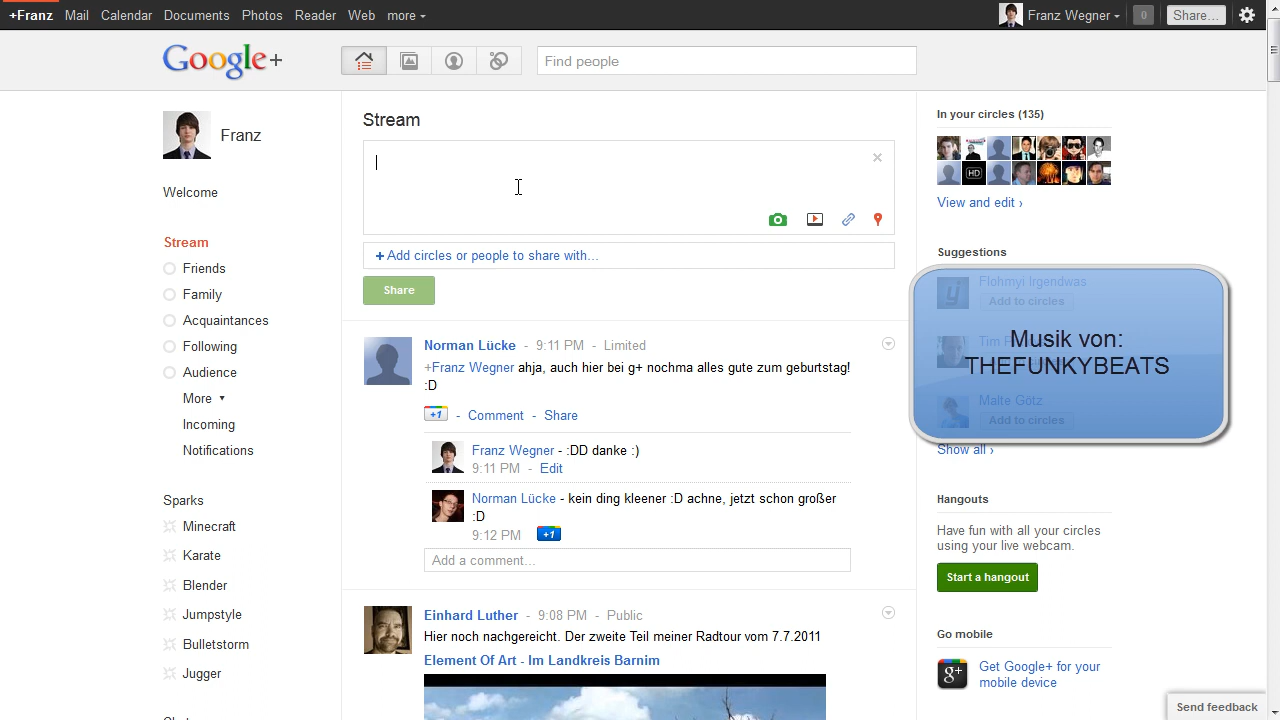 +Franz Mail Calendar Documents Photos Reader Web more
Franz Wegner 0 Share...
Google+
Find people
Franz
Welcome
Stream
Friends
Family
Acquaintances
Following
Audience
More
Incoming
Notifications
Sparks
Minecraft
Karate
Blender
Jumpstyle
Bulletstorm
Jugger
Stream
+ Add circles or people to share with...
Share
Norman Lücke - 9:11 PM - Limited
+Franz Wegner ahja, auch hier bei g+ nochma alles gute zum geburtstag!
:D
+1 - Comment - Share
Franz Wegner - :DD danke :)
9:11 PM - Edit
Norman Lücke - kein ding kleener :D achne, jetzt schon großer
:D
9:12 PM +1
Add a comment...
Einhard Luther - 9:08 PM - Public
Hier noch nachgereicht. Der zweite Teil meiner Radtour vom 7.7.2011
Element Of Art - Im Landkreis Barnim
In your circles (135)
HD
View and edit ›
Suggestions
Flohmyi Irgendwas
Add to circles
Musik von:
THEFUNKYBEATS
Malte Götz
Add to circles
Show all ›
Hangouts
Have fun with all your circles
using your live webcam.
Start a hangout
Go mobile
g+
Get Google+ for your
mobile device
Send feedback